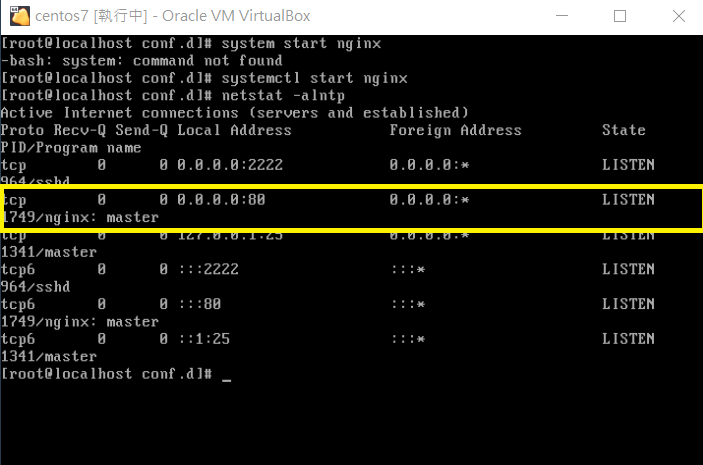 centos7 [執行中] - Oracle VM VirtualBox
[root@localhost conf.d]# system start nginx
-bash: system: command not found
[root@localhost conf.d]# systemctl start nginx
[root@localhost conf.d]# netstat -alntp
Active Internet connections (servers and established)
Proto Recv-Q Send-Q Local Address Foreign Address State
PID/Program name
tcp 0 0 0.0.0.0:2222 0.0.0.0:* LISTEN
964/sshd
tcp 0 0 0.0.0.0:80 0.0.0.0:* LISTEN
1749/nginx: master
tcp 0 0 127.0.0.1:25 0.0.0.0:* LISTEN
1341/master
tcp6 0 0 :::2222 :::* LISTEN
964/sshd
tcp6 0 0 :::80 :::* LISTEN
1749/nginx: master
tcp6 0 0 ::1:25 :::* LISTEN
1341/master
[root@localhost conf.d]# _